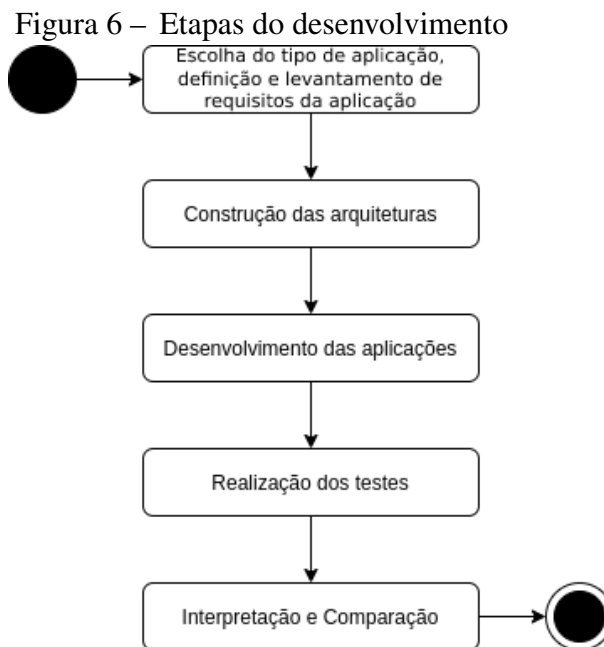 Figura 6 – Etapas do desenvolvimento
Escolha do tipo de aplicação,
definição e levantamento de
requisitos da aplicação
Construção das arquiteturas
Desenvolvimento das aplicações
Realização dos testes
Interpretação e Comparação